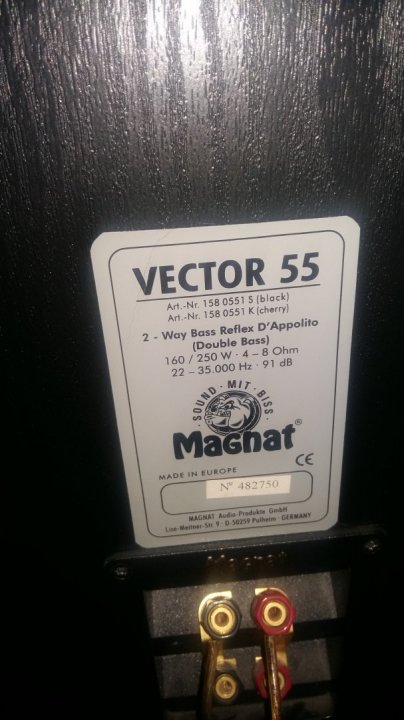 VECTOR 55
Art.-Nr. 158 0551 S (black)
Art.-Nr. 158 0551 K (cherry)
2 - Way Bass Reflex D'Appolito
(Double Bass)
160 / 250 W · 4 – 8 Ohm
22 – 35.000 Hz · 91 dB
· SOUND · MIT · BISS ·
Magnat®
MADE IN EUROPE
CE
Nº 482750
MAGNAT Audio-Produkte GmbH
Lise-Meitner-Str. 9 · D-50259 Pulheim · GERMANY
Magnat